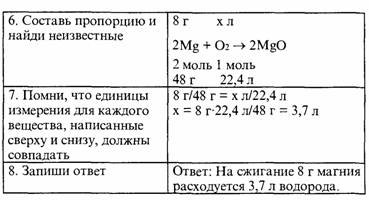 6. Составь пропорцию и
найди неизвестные
8 г x л
2Mg + O₂ → 2MgO
2 моль 1 моль
48 г 22,4 л
7. Помни, что единицы
измерения для каждого
вещества, написанные
сверху и снизу, должны
совпадать
8 г/48 г = x л/22,4 л
x = 8 г·22,4 л/48 г = 3,7 л
8. Запиши ответ
Ответ: На сжигание 8 г магния
расходуется 3,7 л водорода.